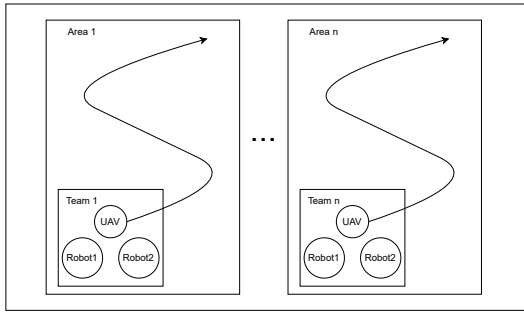 Area 1
Team 1
UAV
Robot1
Robot2
...
Area n
Team n
UAV
Robot1
Robot2